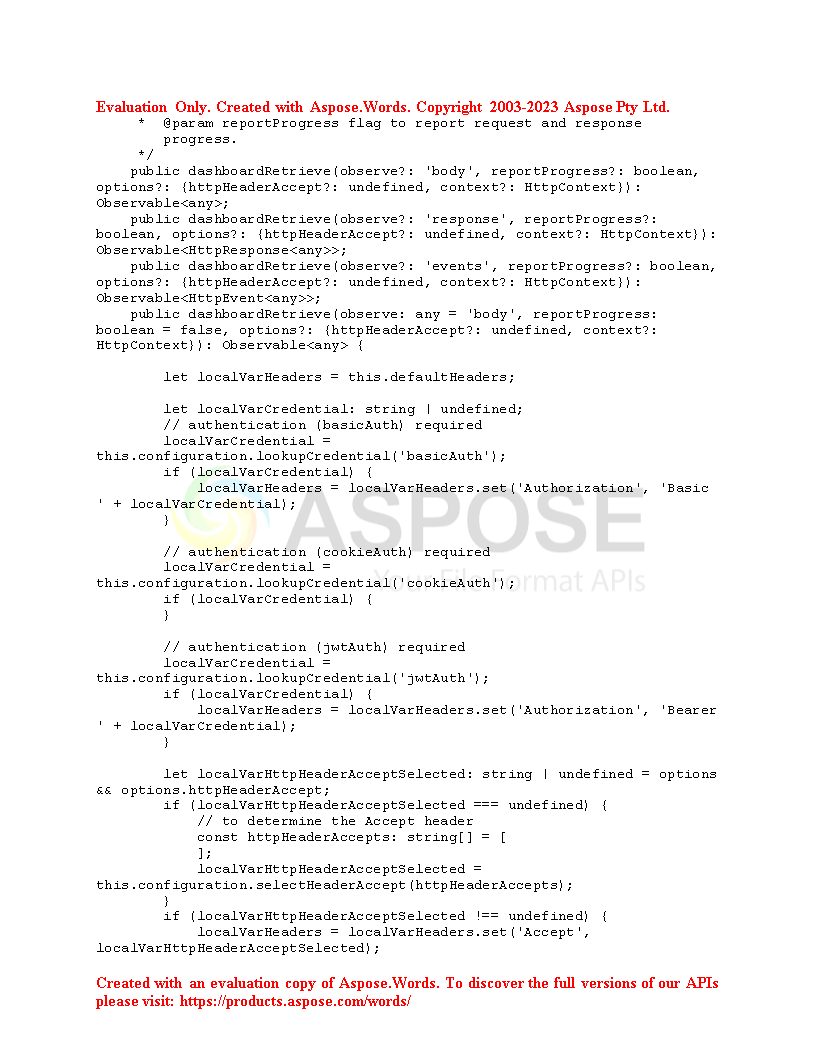 Evaluation Only. Created with Aspose.Words. Copyright 2003-2023 Aspose Pty Ltd.
     *  @param reportProgress flag to report request and response
        progress.
     */
    public dashboardRetrieve(observe?: 'body', reportProgress?: boolean,
options?: {httpHeaderAccept?: undefined, context?: HttpContext}):
Observable<any>;
    public dashboardRetrieve(observe?: 'response', reportProgress?:
boolean, options?: {httpHeaderAccept?: undefined, context?: HttpContext}):
Observable<HttpResponse<any>>;
    public dashboardRetrieve(observe?: 'events', reportProgress?: boolean,
options?: {httpHeaderAccept?: undefined, context?: HttpContext}):
Observable<HttpEvent<any>>;
    public dashboardRetrieve(observe: any = 'body', reportProgress:
boolean = false, options?: {httpHeaderAccept?: undefined, context?:
HttpContext}): Observable<any> {

        let localVarHeaders = this.defaultHeaders;

        let localVarCredential: string | undefined;
        // authentication (basicAuth) required
        localVarCredential =
this.configuration.lookupCredential('basicAuth');
        if (localVarCredential) {
            localVarHeaders = localVarHeaders.set('Authorization', 'Basic
' + localVarCredential);
        }
ASPOSE
Your File Format APIs

        // authentication (cookieAuth) required
        localVarCredential =
this.configuration.lookupCredential('cookieAuth');
        if (localVarCredential) {
        }

        // authentication (jwtAuth) required
        localVarCredential =
this.configuration.lookupCredential('jwtAuth');
        if (localVarCredential) {
            localVarHeaders = localVarHeaders.set('Authorization', 'Bearer
' + localVarCredential);
        }

        let localVarHttpHeaderAcceptSelected: string | undefined = options
&& options.httpHeaderAccept;
        if (localVarHttpHeaderAcceptSelected === undefined) {
            // to determine the Accept header
            const httpHeaderAccepts: string[] = [
            ];
            localVarHttpHeaderAcceptSelected =
this.configuration.selectHeaderAccept(httpHeaderAccepts);
        }
        if (localVarHttpHeaderAcceptSelected !== undefined) {
            localVarHeaders = localVarHeaders.set('Accept',
localVarHttpHeaderAcceptSelected);

Created with an evaluation copy of Aspose.Words. To discover the full versions of our APIs
please visit: https://products.aspose.com/words/